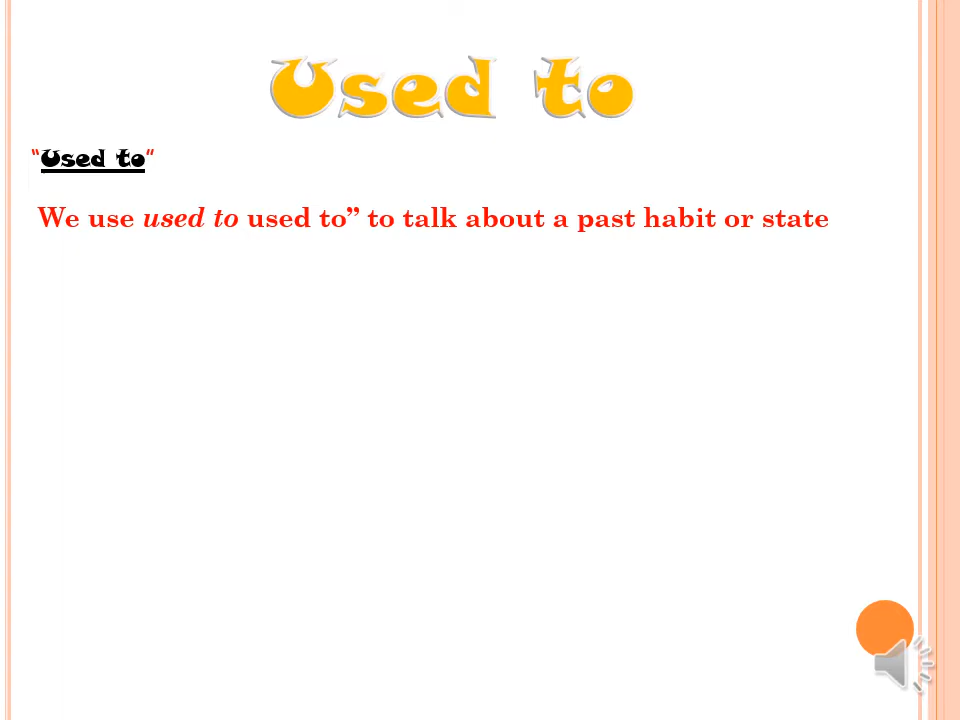 Used to
“Used to”
We use used to used to” to talk about a past habit or state